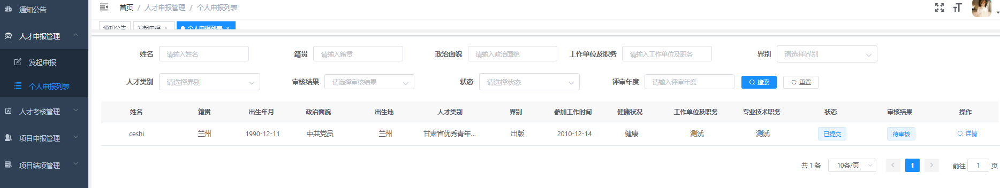 通知公告
人才申报管理
发起申报
个人申报列表
人才考核管理
项目申报管理
项目结项管理
首页 / 人才申报管理 / 个人申报列表
通知公告 发起申报 × 个人申报列表 ×
姓名 请输入姓名 籍贯 请输入籍贯 政治面貌 请输入政治面貌 工作单位及职务 请输入工作单位及职务 界别 请选择界别
人才类别 请选择界别 审核结果 请选择审核结果 状态 请选择状态 评审年度 请输入评审年度 搜索 重置
姓名 籍贯 出生年月 政治面貌 出生地 人才类别 界别 参加工作时间 健康状况 工作单位及职务 专业技术职务 状态 审核结果 操作
ceshi 兰州 1990-12-11 中共党员 兰州 甘肃省优秀青年... 出版 2010-12-14 健康 测试 测试 已提交 待审核 详情
共 1 条 10条/页 < 1 > 前往 1 页